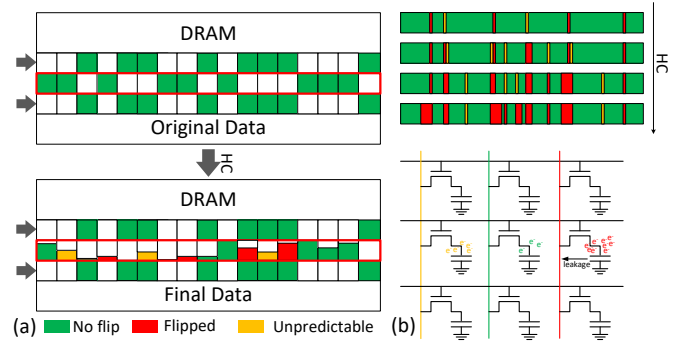 DRAM
Original Data
HC
DRAM
Final Data
(a)
No flip
Flipped
Unpredictable
HC
e⁻ e⁻ e⁻ e⁻
e⁻ e⁻ e⁻
e⁻ e⁻ e⁻ e⁻ e⁻ e⁻ e⁻
leakage
(b)